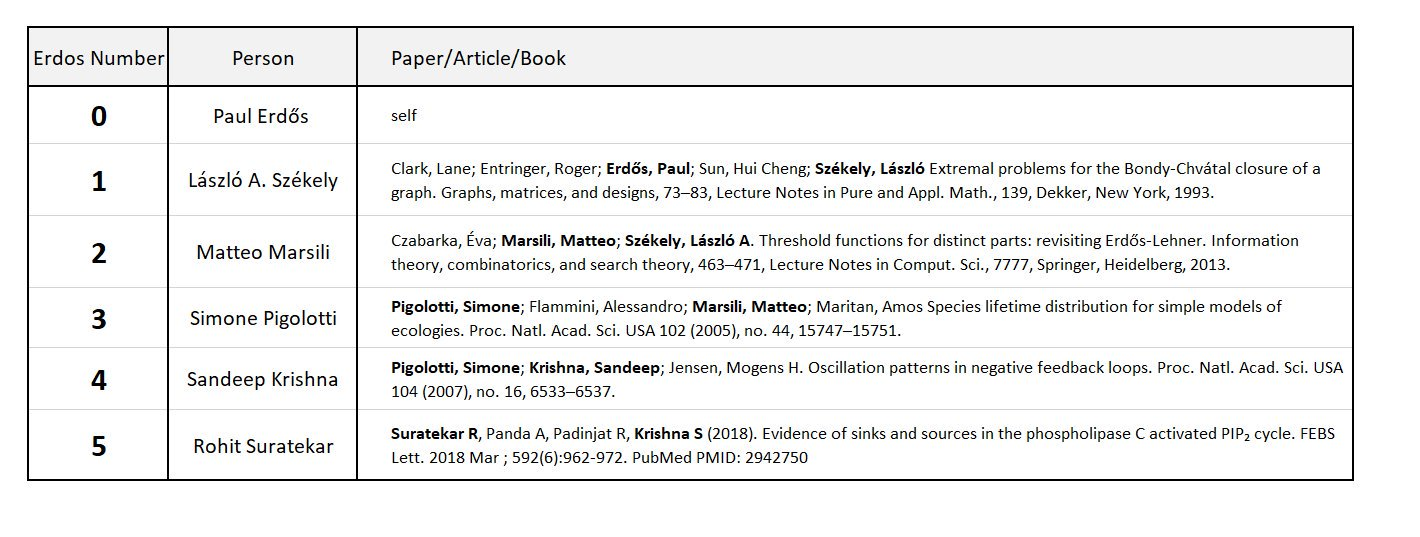 Erdos Number Person Paper/Article/Book
0 Paul Erdős self
1 László A. Székely Clark, Lane; Entringer, Roger; Erdős, Paul; Sun, Hui Cheng; Székely, László Extremal problems for the Bondy-Chvátal closure of a
graph. Graphs, matrices, and designs, 73–83, Lecture Notes in Pure and Appl. Math., 139, Dekker, New York, 1993.
2 Matteo Marsili Czabarka, Éva; Marsili, Matteo; Székely, László A. Threshold functions for distinct parts: revisiting Erdős-Lehner. Information
theory, combinatorics, and search theory, 463–471, Lecture Notes in Comput. Sci., 7777, Springer, Heidelberg, 2013.
3 Simone Pigolotti Pigolotti, Simone; Flammini, Alessandro; Marsili, Matteo; Maritan, Amos Species lifetime distribution for simple models of
ecologies. Proc. Natl. Acad. Sci. USA 102 (2005), no. 44, 15747–15751.
4 Sandeep Krishna Pigolotti, Simone; Krishna, Sandeep; Jensen, Mogens H. Oscillation patterns in negative feedback loops. Proc. Natl. Acad. Sci. USA
104 (2007), no. 16, 6533–6537.
5 Rohit Suratekar Suratekar R, Panda A, Padinjat R, Krishna S (2018). Evidence of sinks and sources in the phospholipase C activated PIP₂ cycle. FEBS
Lett. 2018 Mar ; 592(6):962-972. PubMed PMID: 2942750